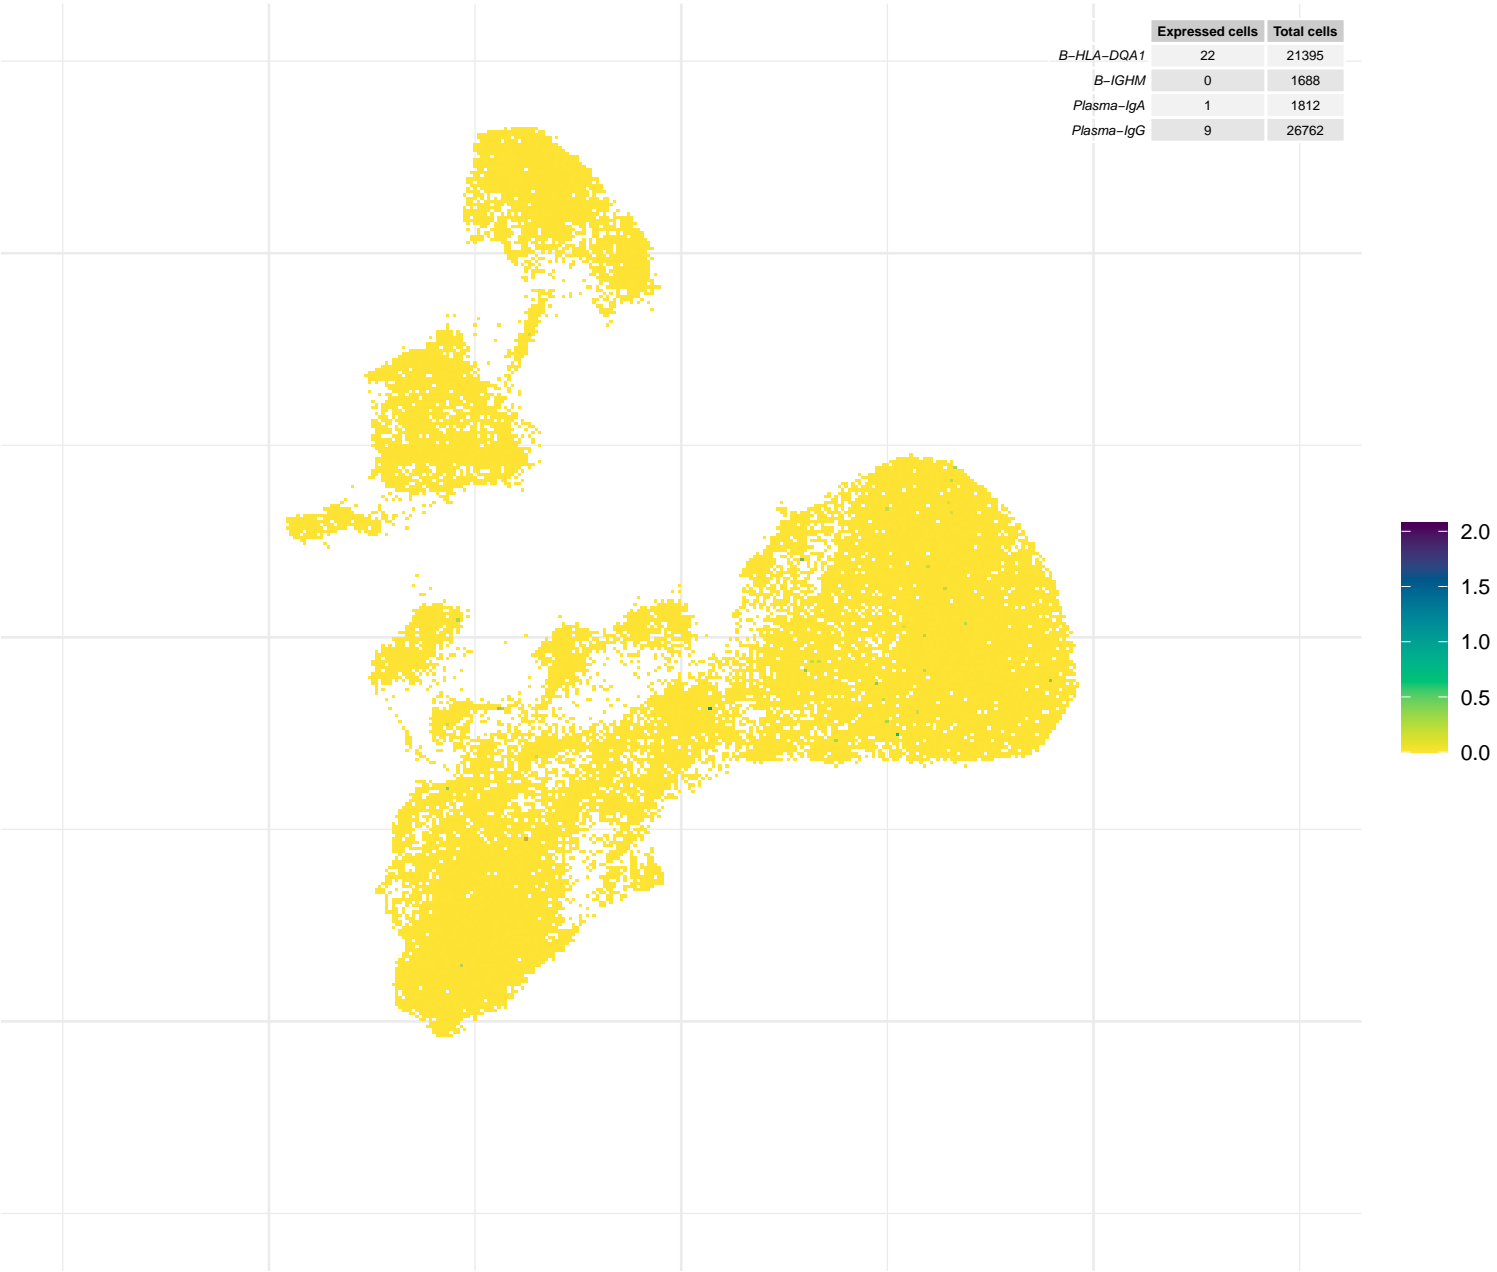 Expressed cells Total cells
B–HLA–DQA1 22 21395
B–IGHM 0 1688
Plasma–IgA 1 1812
Plasma–IgG 9 26762
2.0
1.5
1.0
0.5
0.0